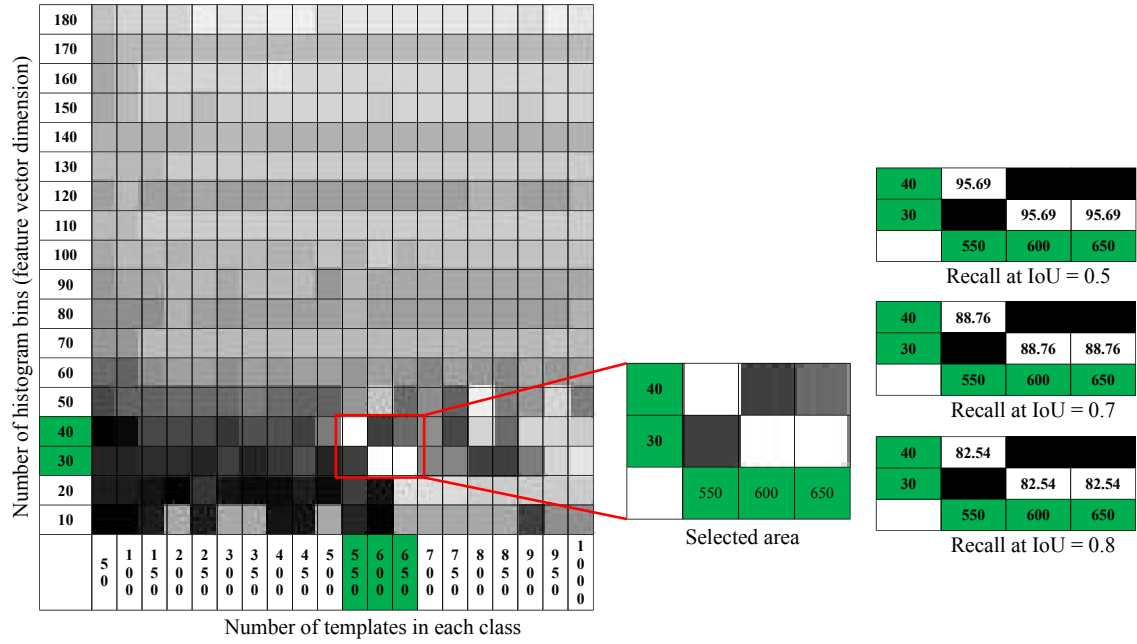 Number of histogram bins (feature vector dimension)
180
170
160
150
140
130
120
110
100
90
80
70
60
50
40
30
20
10
50 100 150 200 250 300 350 400 450 500 550 600 650 700 750 800 850 900 950 1000
Number of templates in each class
40
30
550 600 650
Selected area
40 95.69
30 95.69 95.69
550 600 650
Recall at IoU = 0.5
40 88.76
30 88.76 88.76
550 600 650
Recall at IoU = 0.7
40 82.54
30 82.54 82.54
550 600 650
Recall at IoU = 0.8